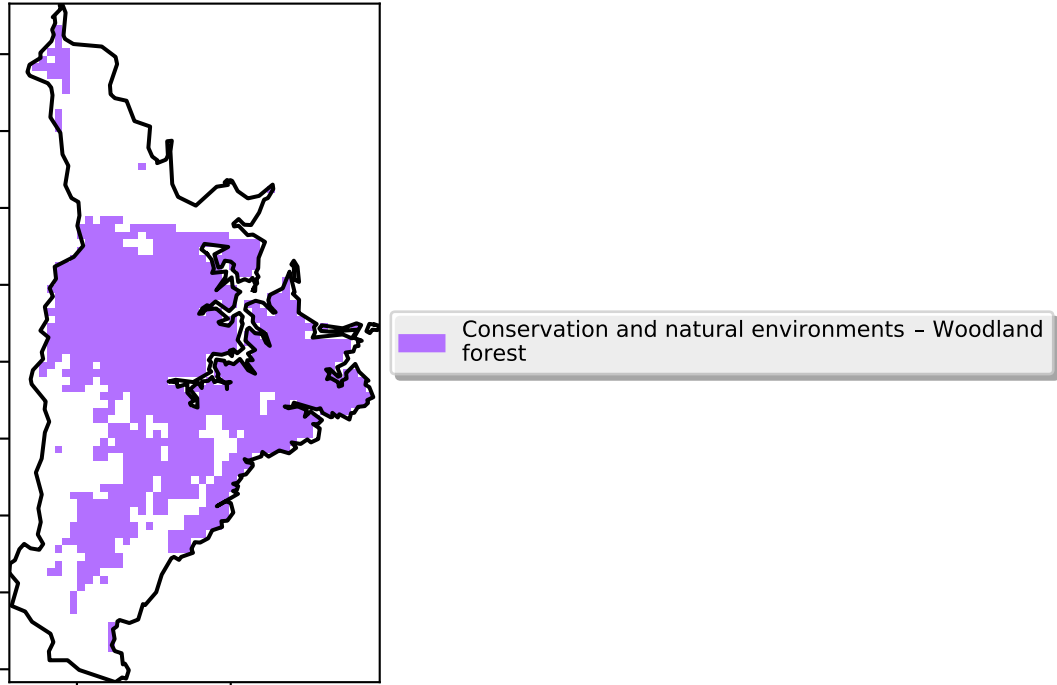 Conservation and natural environments – Woodland
forest